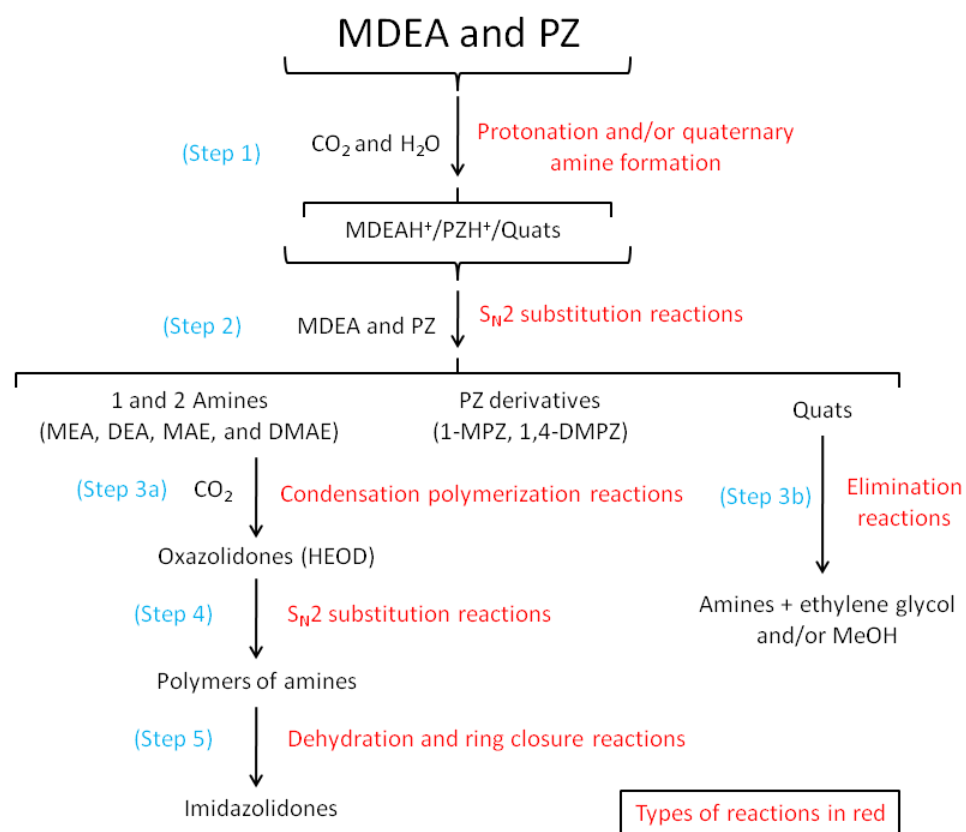 MDEA and PZ
(Step 1)
CO₂ and H₂O
Protonation and/or quaternary
amine formation
MDEAH⁺/PZH⁺/Quats
(Step 2)
MDEA and PZ
S_N2 substitution reactions
1 and 2 Amines
(MEA, DEA, MAE, and DMAE)
PZ derivatives
(1-MPZ, 1,4-DMPZ)
Quats
(Step 3a)
CO₂
Condensation polymerization reactions
(Step 3b)
Elimination
reactions
Oxazolidones (HEOD)
(Step 4)
S_N2 substitution reactions
Amines + ethylene glycol
and/or MeOH
Polymers of amines
(Step 5)
Dehydration and ring closure reactions
Imidazolidones
Types of reactions in red